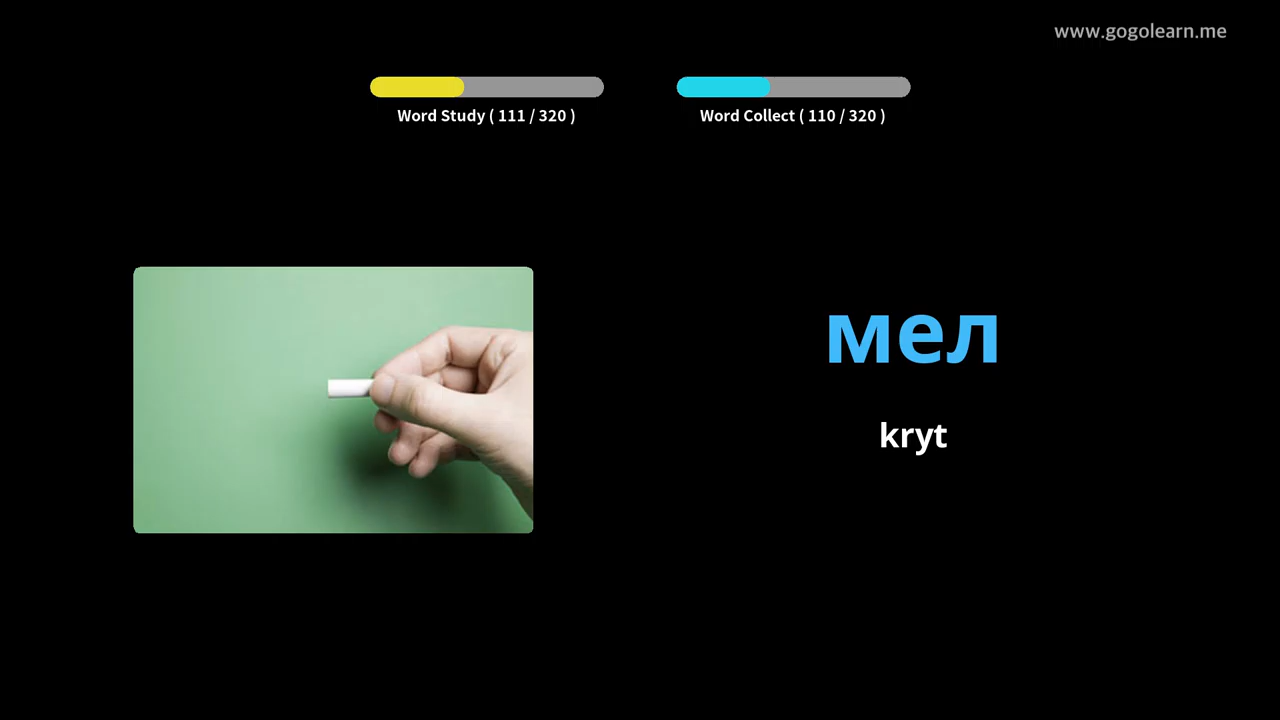 www.gogolearn.me
Word Study ( 111 / 320 )
Word Collect ( 110 / 320 )
мел
kryt